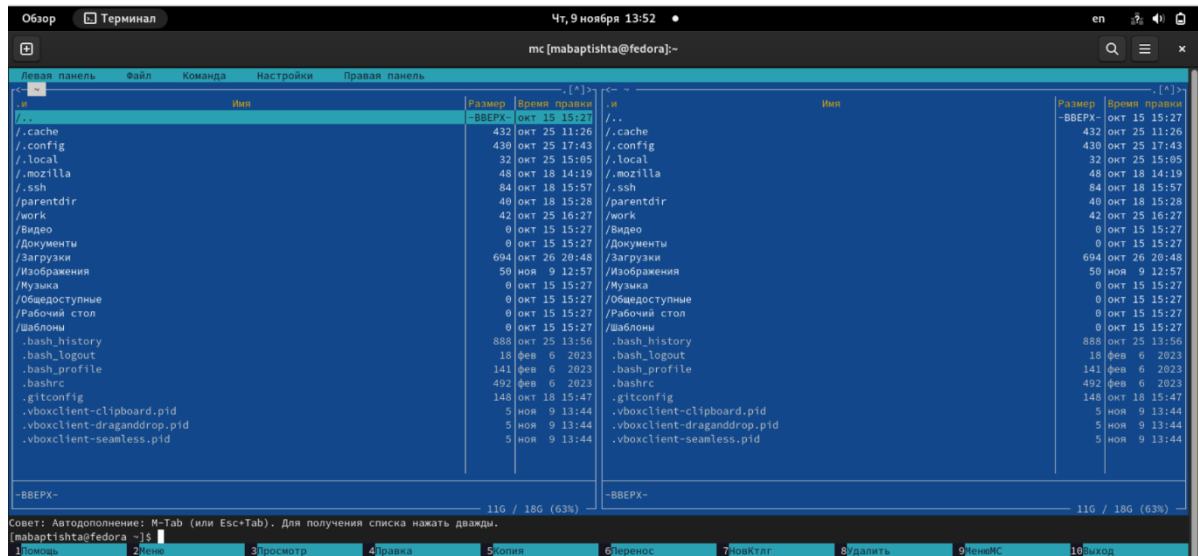 Обзор Терминал Чт, 9 ноября 13:52 en
mc [mabaptishta@fedora]:~
Левая панель Файл Команда Настройки Правая панель
<— ~ .[^]> <— ~ .[^]>
.и Имя Размер Время правки .и Имя Размер Время правки
/.. -ВВЕРХ- окт 15 15:27 /.. -ВВЕРХ- окт 15 15:27
/.cache 432 окт 25 11:26 /.cache 432 окт 25 11:26
/.config 430 окт 25 17:43 /.config 430 окт 25 17:43
/.local 32 окт 25 15:05 /.local 32 окт 25 15:05
/.mozilla 48 окт 18 14:19 /.mozilla 48 окт 18 14:19
/.ssh 84 окт 18 15:57 /.ssh 84 окт 18 15:57
/parentdir 40 окт 18 15:28 /parentdir 40 окт 18 15:28
/work 42 окт 25 16:27 /work 42 окт 25 16:27
/Видео 0 окт 15 15:27 /Видео 0 окт 15 15:27
/Документы 0 окт 15 15:27 /Документы 0 окт 15 15:27
/Загрузки 694 окт 26 20:48 /Загрузки 694 окт 26 20:48
/Изображения 50 ноя 9 12:57 /Изображения 50 ноя 9 12:57
/Музыка 0 окт 15 15:27 /Музыка 0 окт 15 15:27
/Общедоступные 0 окт 15 15:27 /Общедоступные 0 окт 15 15:27
/Рабочий стол 0 окт 15 15:27 /Рабочий стол 0 окт 15 15:27
/Шаблоны 0 окт 15 15:27 /Шаблоны 0 окт 15 15:27
.bash_history 888 окт 25 13:56 .bash_history 888 окт 25 13:56
.bash_logout 18 фев 6 2023 .bash_logout 18 фев 6 2023
.bash_profile 141 фев 6 2023 .bash_profile 141 фев 6 2023
.bashrc 492 фев 6 2023 .bashrc 492 фев 6 2023
.gitconfig 148 окт 18 15:47 .gitconfig 148 окт 18 15:47
.vboxclient-clipboard.pid 5 ноя 9 13:44 .vboxclient-clipboard.pid 5 ноя 9 13:44
.vboxclient-draganddrop.pid 5 ноя 9 13:44 .vboxclient-draganddrop.pid 5 ноя 9 13:44
.vboxclient-seamless.pid 5 ноя 9 13:44 .vboxclient-seamless.pid 5 ноя 9 13:44
-ВВЕРХ- -ВВЕРХ-
11G / 18G (63%) 11G / 18G (63%)
Совет: Автодополнение: M-Tab (или Esc+Tab). Для получения списка нажать дважды.
[mabaptishta@fedora ~]$
1Помощь 2Меню 3Просмотр 4Правка 5Копия 6Перенос 7НовКтлг 8Удалить 9МенюMC 10Выход